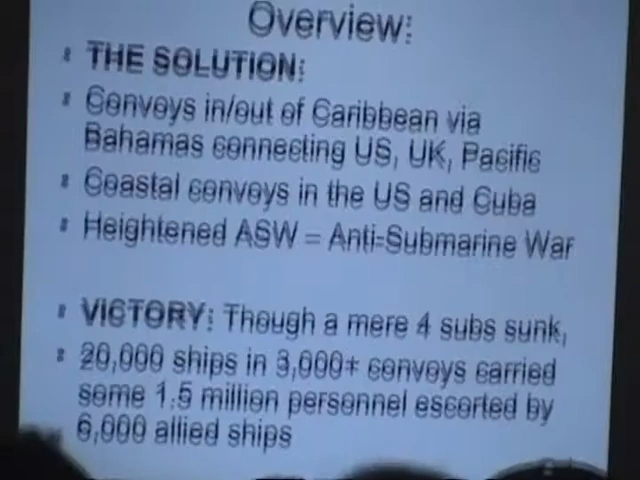 Overview:
THE SOLUTION:
Convoys in/out of Caribbean via
Bahamas connecting US, UK, Pacific
Coastal convoys in the US and Cuba
Heightened ASW = Anti-Submarine War
VICTORY: Though a mere 4 subs sunk,
20,000 ships in 3,000+ convoys carried
some 1.5 million personnel escorted by
6,000 allied ships